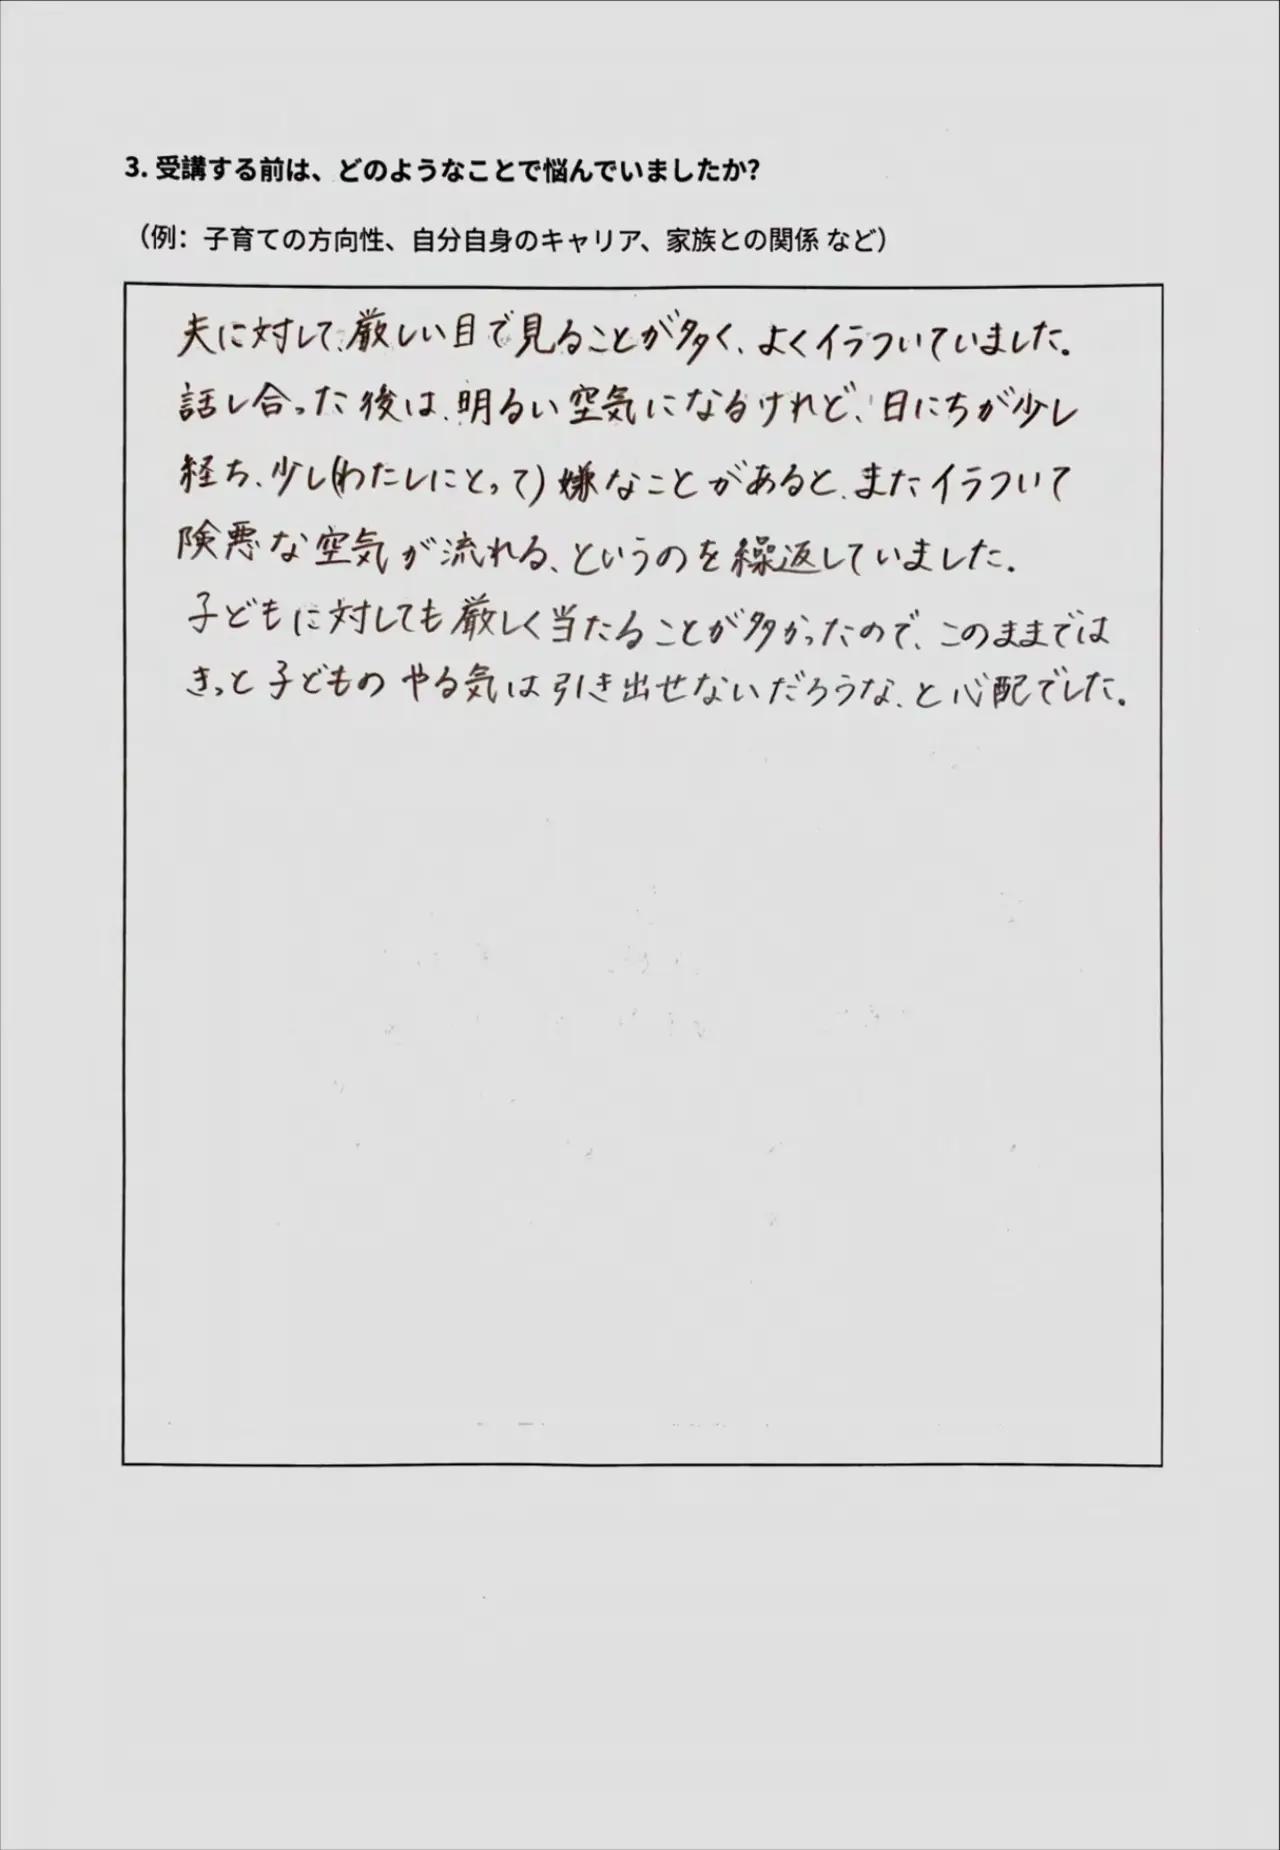 3. 受講する前は、どのようなことで悩んでいましたか?
（例：子育ての方向性、自分自身のキャリア、家族との関係 など）
夫に対して、厳しい目で見ることが多く、よくイラついていました。
話し合った後は、明るい空気になるけれど、日にちが少し
経ち、少し(わたしにとって)嫌なことがあると、またイラついて
険悪な空気が流れる、というのを繰返していました。
子どもに対しても厳しく当たることが多かったので、このままでは
きっと子どものやる気は引き出せないだろうな、と心配でした。